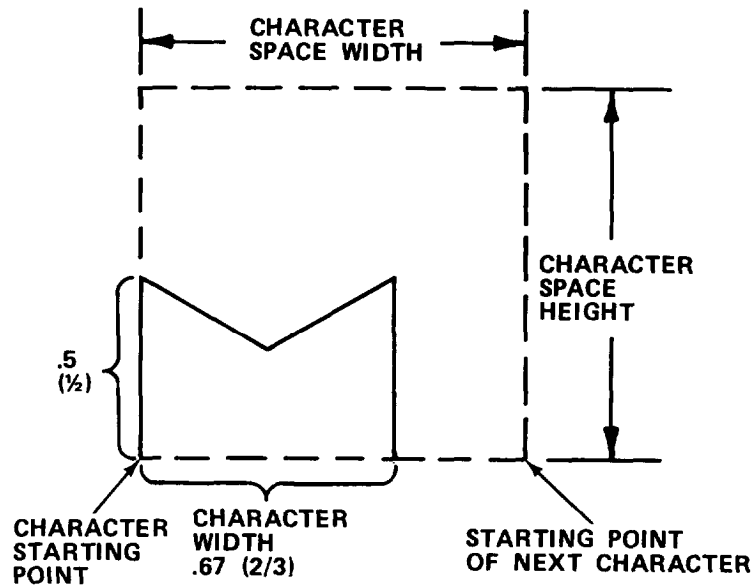 CHARACTER
SPACE WIDTH
CHARACTER
SPACE
HEIGHT
.5
(½)
CHARACTER
STARTING
POINT
CHARACTER
WIDTH
.67 (2/3)
STARTING POINT
OF NEXT CHARACTER